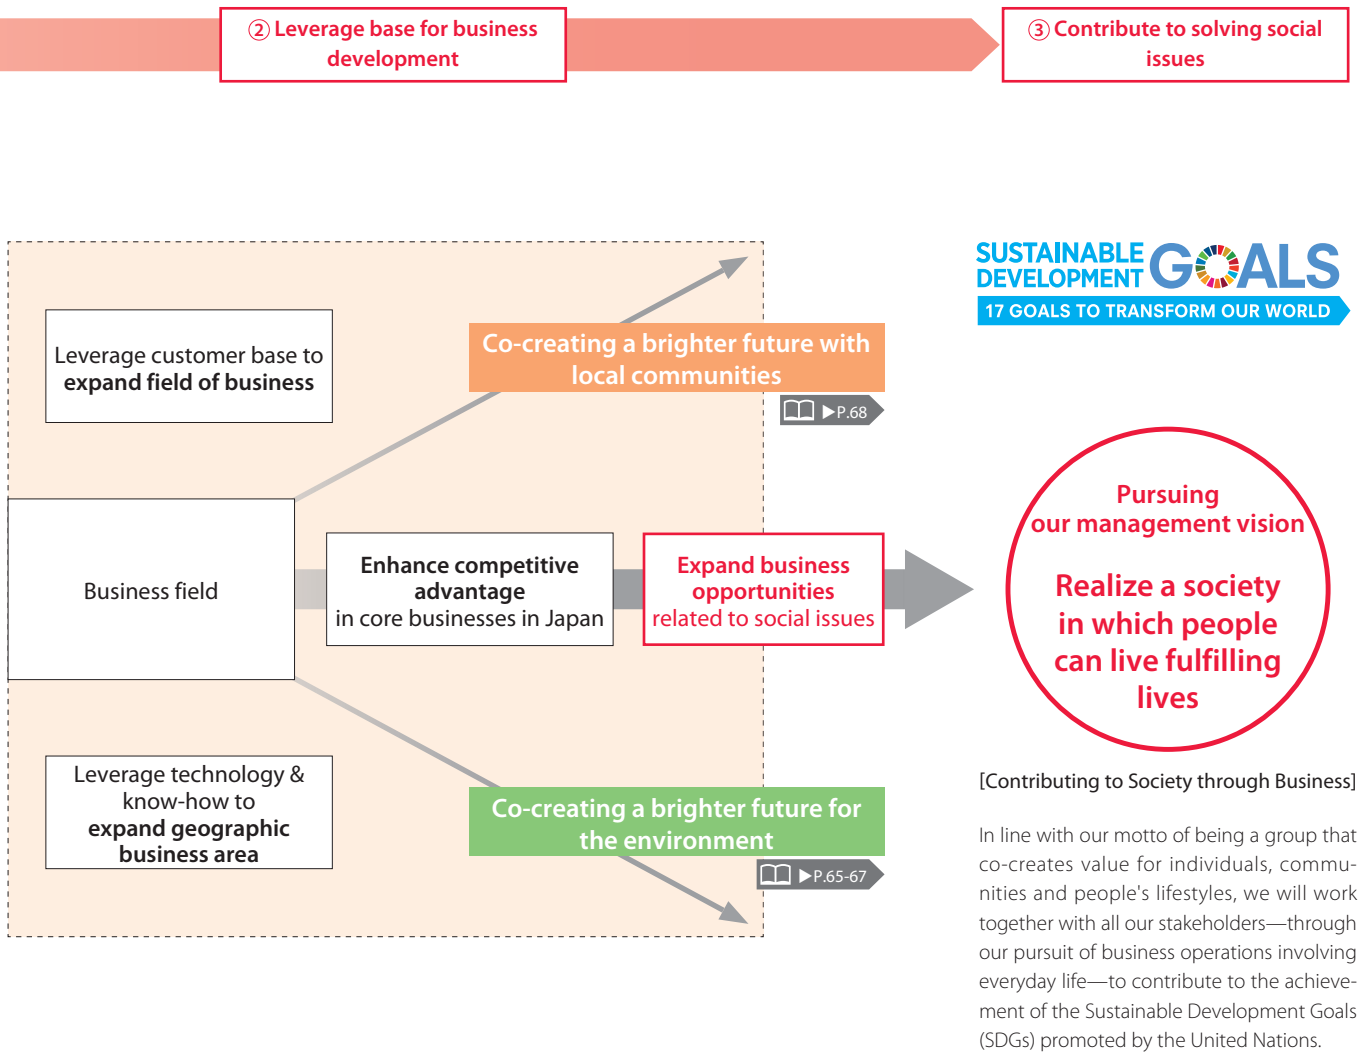 ② Leverage base for business
development
③ Contribute to solving social
issues
SUSTAINABLE
DEVELOPMENT GOALS
17 GOALS TO TRANSFORM OUR WORLD
Leverage customer base to
expand field of business
Co-creating a brighter future with
local communities
▶P.68
Business field
Enhance competitive
advantage
in core businesses in Japan
Expand business
opportunities
related to social issues
Leverage technology &
know-how to
expand geographic
business area
Co-creating a brighter future for
the environment
▶P.65-67
Pursuing
our management vision
Realize a society
in which people
can live fulfilling
lives
[Contributing to Society through Business]
In line with our motto of being a group that
co-creates value for individuals, commu-
nities and people's lifestyles, we will work
together with all our stakeholders—through
our pursuit of business operations involving
everyday life—to contribute to the achieve-
ment of the Sustainable Development Goals
(SDGs) promoted by the United Nations.